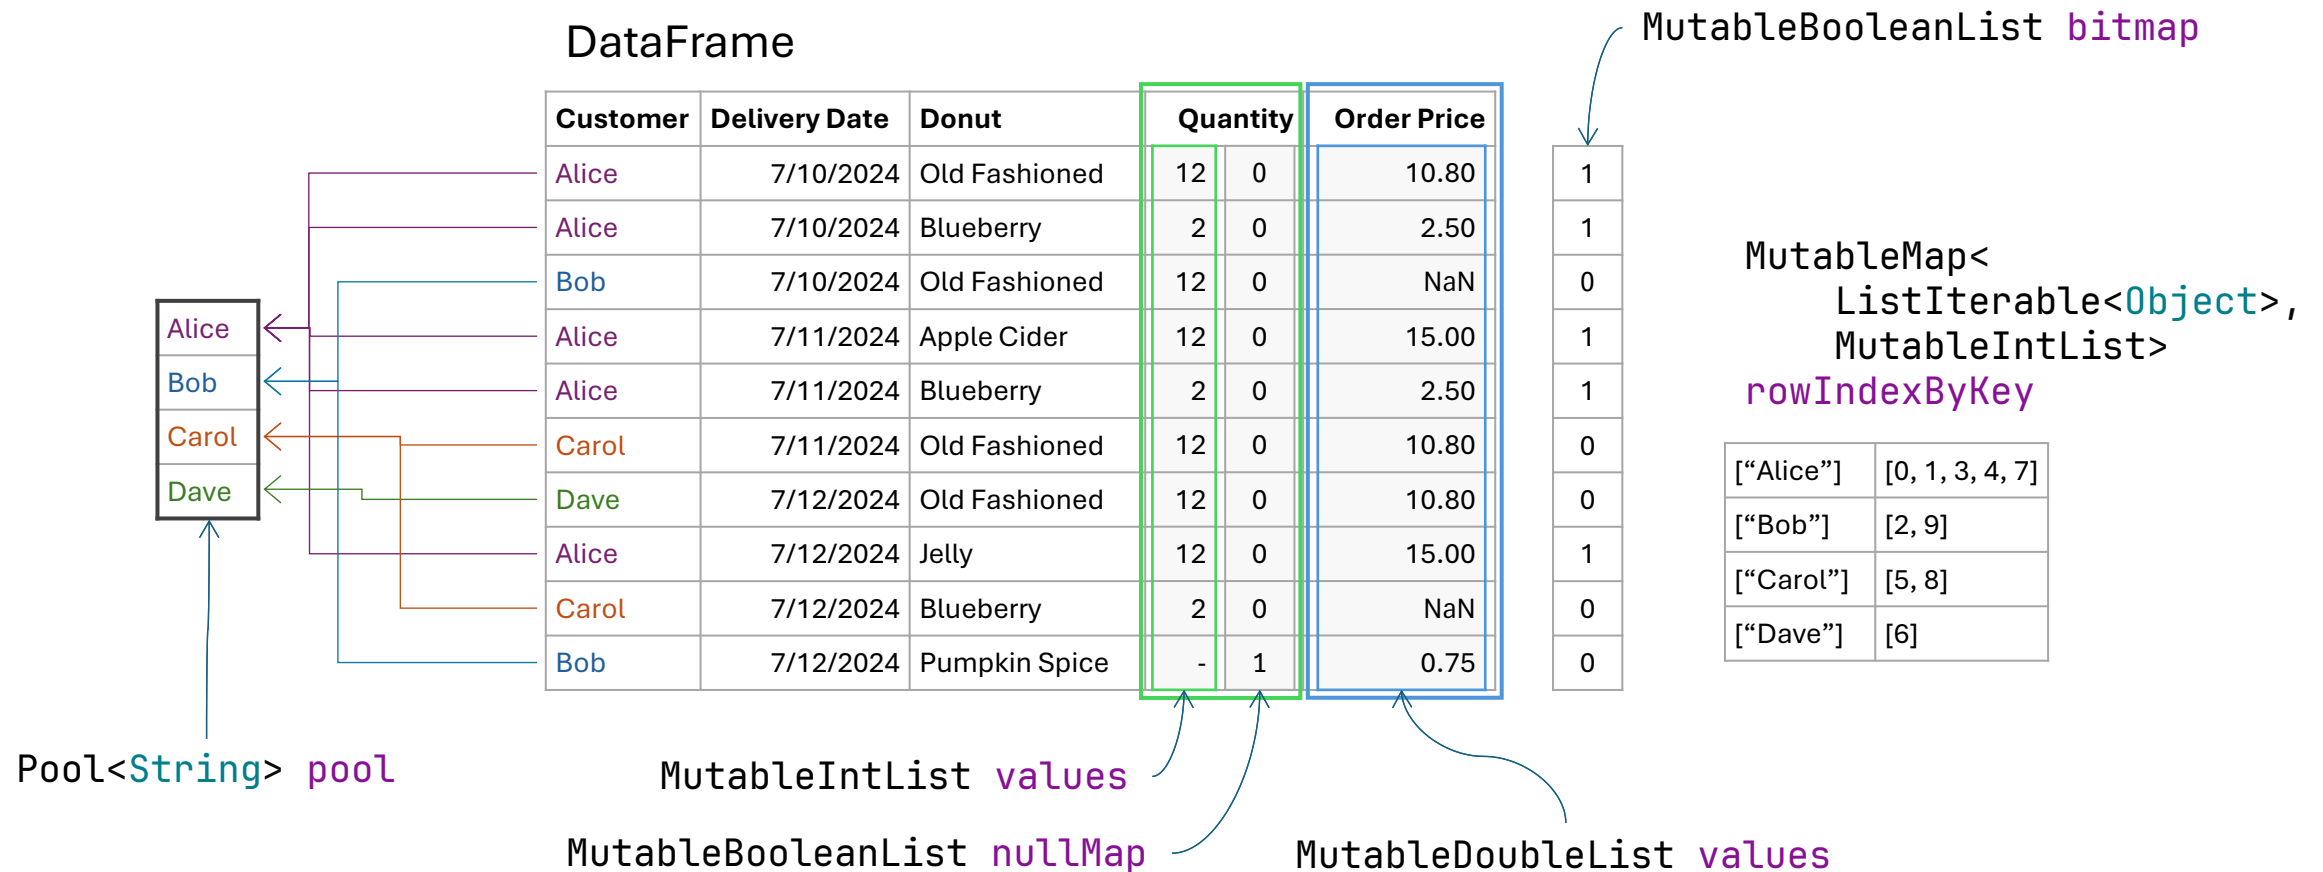 MutableBooleanList bitmap
DataFrame
Customer Delivery Date Donut Quantity Order Price
Alice 7/10/2024 Old Fashioned 12 0 10.80 1
Alice 7/10/2024 Blueberry 2 0 2.50 1
Bob 7/10/2024 Old Fashioned 12 0 NaN 0
Alice 7/11/2024 Apple Cider 12 0 15.00 1
Alice 7/11/2024 Blueberry 2 0 2.50 1
Carol 7/11/2024 Old Fashioned 12 0 10.80 0
Dave 7/12/2024 Old Fashioned 12 0 10.80 0
Alice 7/12/2024 Jelly 12 0 15.00 1
Carol 7/12/2024 Blueberry 2 0 NaN 0
Bob 7/12/2024 Pumpkin Spice - 1 0.75 0
Alice
Bob
Carol
Dave
Pool<String> pool
MutableIntList values
MutableBooleanList nullMap
MutableDoubleList values
MutableMap<
ListIterable<Object>,
MutableIntList>
rowIndexByKey
[“Alice”] [0, 1, 3, 4, 7]
[“Bob”] [2, 9]
[“Carol”] [5, 8]
[“Dave”] [6]